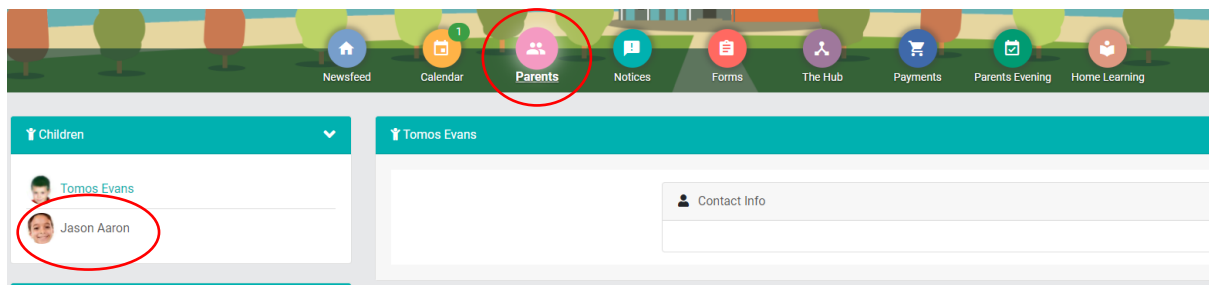 1
Newsfeed
Calendar
Parents
Notices
Forms
The Hub
Payments
Parents Evening
Home Learning
Children
Tomos Evans
Jason Aaron
Tomos Evans
Contact Info